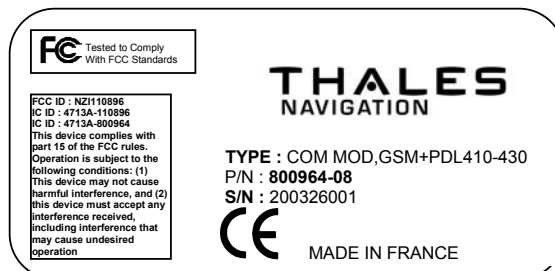 FC Tested to Comply
With FCC Standards
FCC ID : NZI110896
IC ID : 4713A-110896
IC ID : 4713A-800964
This device complies with
part 15 of the FCC rules.
Operation is subject to the
following conditions: (1)
This device may not cause
harmful interference, and (2)
this device must accept any
interference received,
including interference that
may cause undesired
operation
THALES
NAVIGATION
TYPE : COM MOD,GSM+PDL410-430
P/N : 800964-08
S/N : 200326001
CE
MADE IN FRANCE